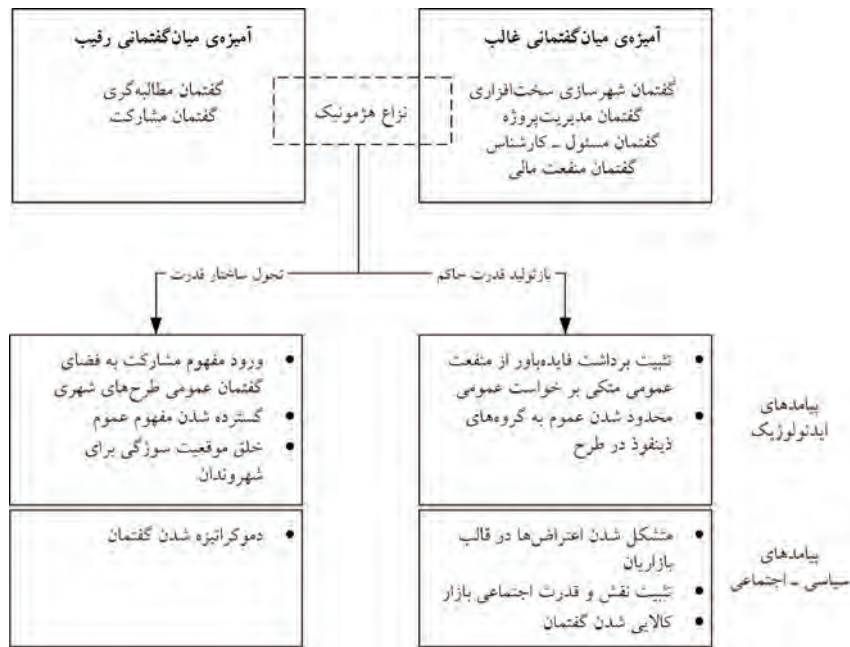 آمیزه‌ی میان‌گفتمانی غالب
گفتمان شهرسازی سخت‌افزاری
گفتمان مدیریت‌پروژه
گفتمان مسئول ـ کارشناس
گفتمان منفعت مالی
نزاع هژمونیک
آمیزه‌ی میان‌گفتمانی رقیب
گفتمان مطالبه‌گری
گفتمان مشارکت
بازتولید قدرت حاکم
تحول ساختار قدرت
پیامدهای
ایدئولوژیک
• تثبیت برداشت فایده‌باور از منفعت
عمومی متکی بر خواست عمومی
• محدود شدن عموم به گروه‌های
ذینفوذ در طرح
• ورود مفهوم مشارکت به فضای
گفتمان عمومی طرح‌های شهری
• گسترده شدن مفهوم عموم
• خلق موقعیت سوژگی برای
شهروندان
پیامدهای
سیاسی ـ اجتماعی
• متشکل شدن اعتراض‌ها در قالب
بازاریان
• تثبیت نقش و قدرت اجتماعی بازار
• کالایی شدن گفتمان
• دموکراتیزه شدن گفتمان